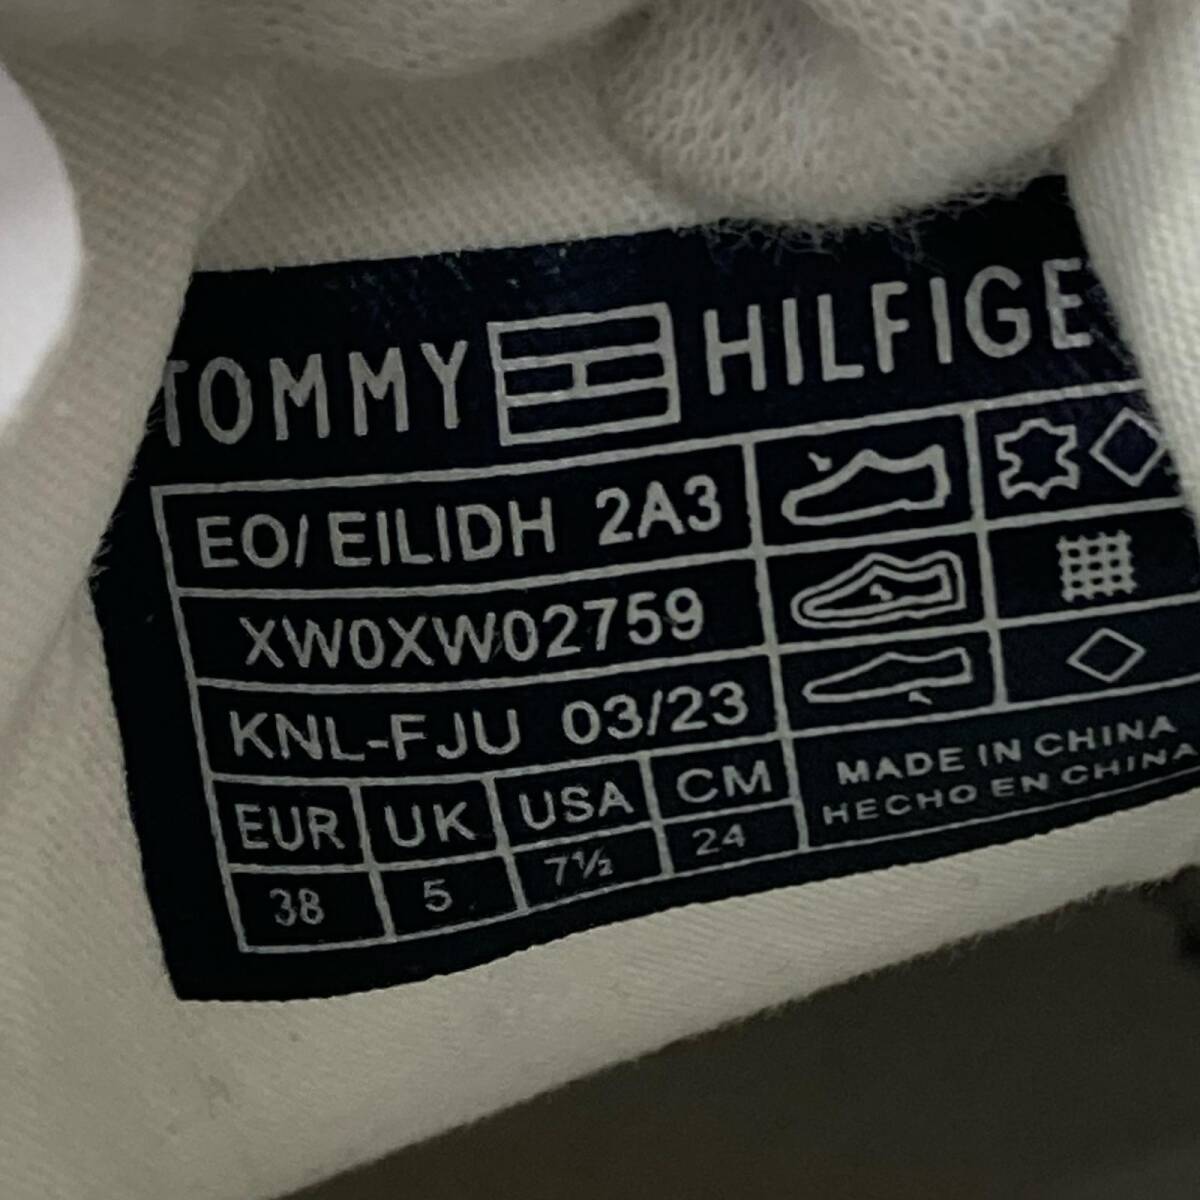 TOMMY HILFIGE
EO/EILIDH 2A3
XW0XW02759
KNL-FJU 03/23
EUR UK USA CM
38 5 7½ 24
MADE IN CHINA
HECHO EN CHINA